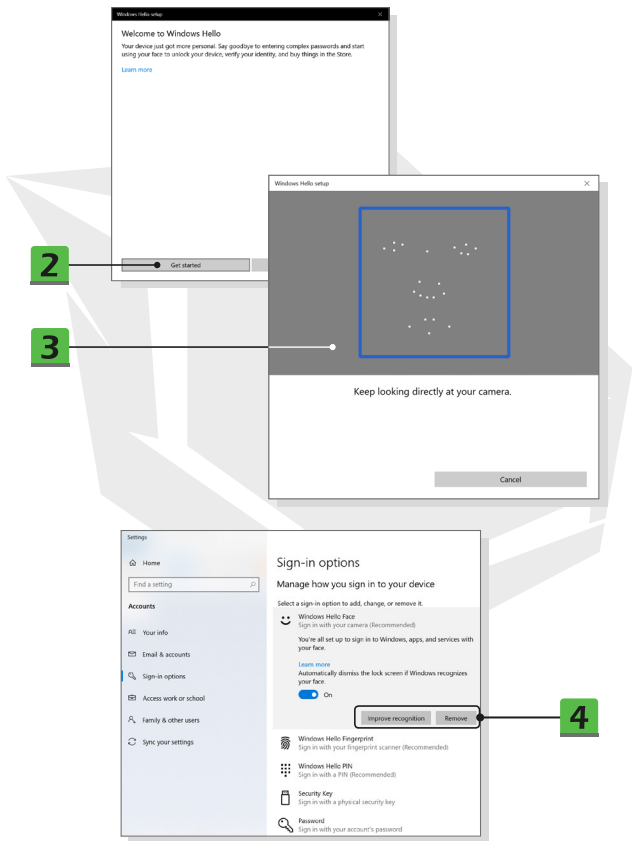 Windows Hello setup
Welcome to Windows Hello
Your device just got more personal. Say goodbye to entering complex passwords and start
using your face to unlock your device, verify your identity, and buy things in the Store.
Learn more
2
Get started
Windows Hello setup
3
Keep looking directly at your camera.
Cancel
Settings
Home
Find a setting
Accounts
Your info
Email & accounts
Sign-in options
Access work or school
Family & other users
Sync your settings
Sign-in options
Manage how you sign in to your device
Select a sign-in option to add, change, or remove it.
Windows Hello Face
Sign in with your camera (Recommended)
You're all set up to sign in to Windows, apps, and services with
your face.
Learn more
Automatically dismiss the lock screen if Windows recognizes
your face.
On
Improve recognition
Remove
4
Windows Hello Fingerprint
Sign in with your fingerprint scanner (Recommended)
Windows Hello PIN
Sign in with a PIN (Recommended)
Security Key
Sign in with a physical security key
Password
Sign in with your account's password